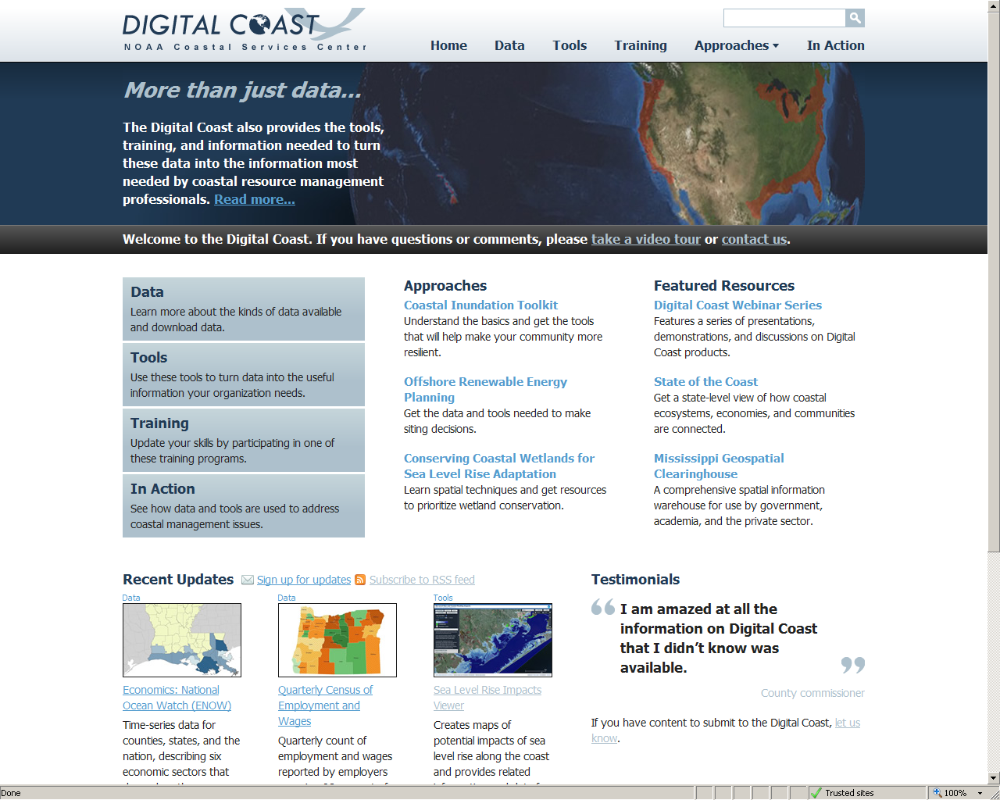 DIGITAL COAST
NOAA Coastal Services Center
Home Data Tools Training Approaches In Action
More than just data...
The Digital Coast also provides the tools,
training, and information needed to turn
these data into the information most
needed by coastal resource management
professionals. Read more...
Welcome to the Digital Coast. If you have questions or comments, please take a video tour or contact us.
Data
Learn more about the kinds of data available
and download data.
Tools
Use these tools to turn data into the useful
information your organization needs.
Training
Update your skills by participating in one of
these training programs.
In Action
See how data and tools are used to address
coastal management issues.
Approaches
Coastal Inundation Toolkit
Understand the basics and get the tools
that will help make your community more
resilient.
Offshore Renewable Energy
Planning
Get the data and tools needed to make
siting decisions.
Conserving Coastal Wetlands for
Sea Level Rise Adaptation
Learn spatial techniques and get resources
to prioritize wetland conservation.
Featured Resources
Digital Coast Webinar Series
Features a series of presentations,
demonstrations, and discussions on Digital
Coast products.
State of the Coast
Get a state-level view of how coastal
ecosystems, economies, and communities
are connected.
Mississippi Geospatial
Clearinghouse
A comprehensive spatial information
warehouse for use by government,
academia, and the private sector.
Recent Updates Sign up for updates Subscribe to RSS feed
Data
Economics: National
Ocean Watch (ENOW)
Time-series data for
counties, states, and the
nation, describing six
economic sectors that
Data
Quarterly Census of
Employment and
Wages
Quarterly count of
employment and wages
reported by employers
Tools
Sea Level Rise Impacts
Viewer
Creates maps of
potential impacts of sea
level rise along the coast
and provides related
Testimonials
“ I am amazed at all the
information on Digital Coast
that I didn’t know was
available. ”
County commissioner
If you have content to submit to the Digital Coast, let us
know.
Done Trusted sites 100%